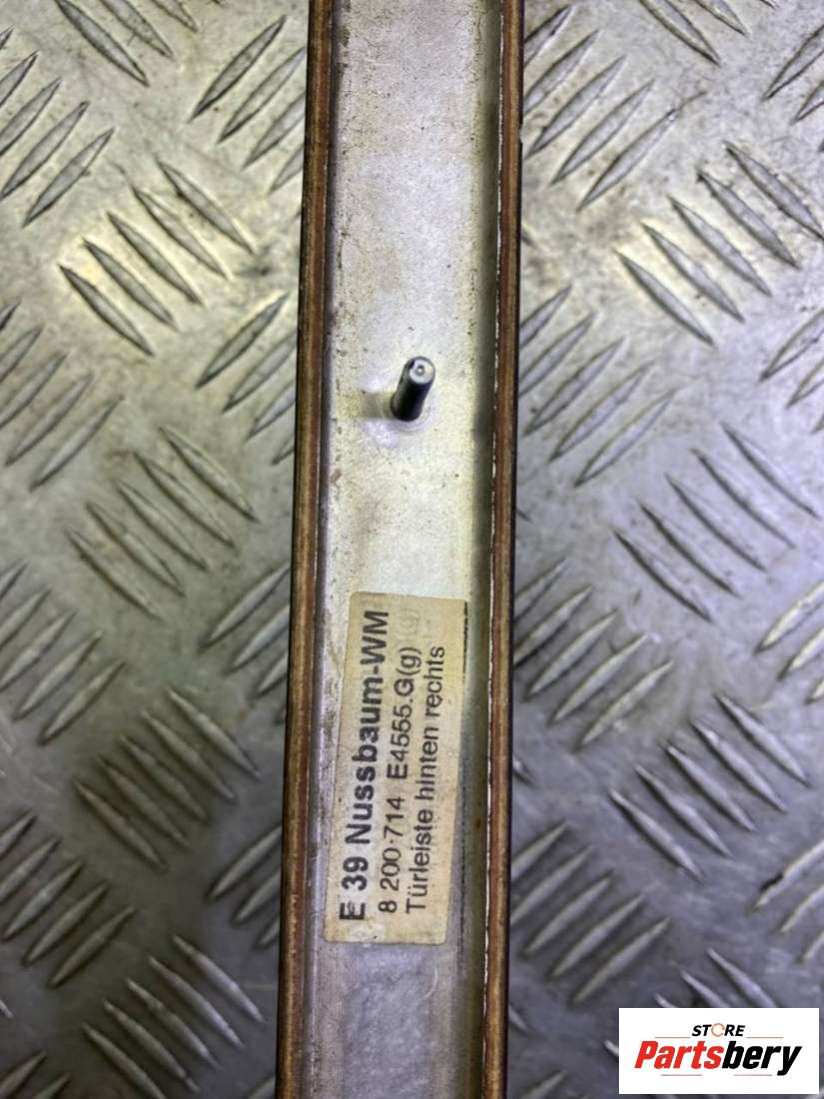 E 39 Nussbaum-WM
8 200 714 E4555.G(g)
Türleiste hinten rechts
STORE
Partsbery